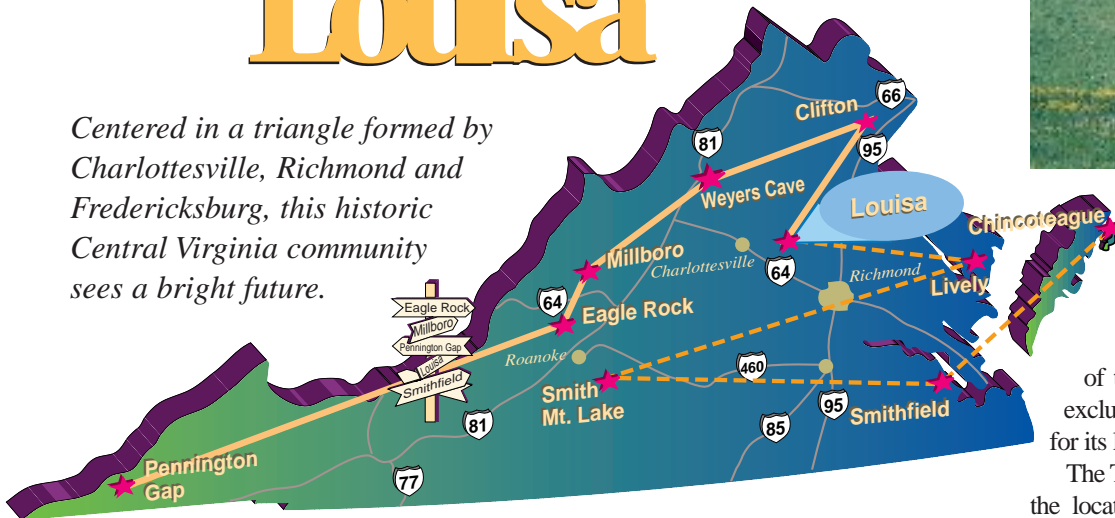 Louisa
Centered in a triangle formed by
Charlottesville, Richmond and
Fredericksburg, this historic
Central Virginia community
sees a bright future.
Clifton
66
81
95
Weyers Cave
Louisa
Chincoteague
Millboro
Charlottesville
64
Richmond
Lively
64
Eagle Rock
Eagle Rock
Millboro
Pennington Gap
Louisa
Smithfield
Roanoke
460
Smith
Mt. Lake
95
Smithfield
81
85
Pennington
Gap
77
of
exclu
for its
The
the locat